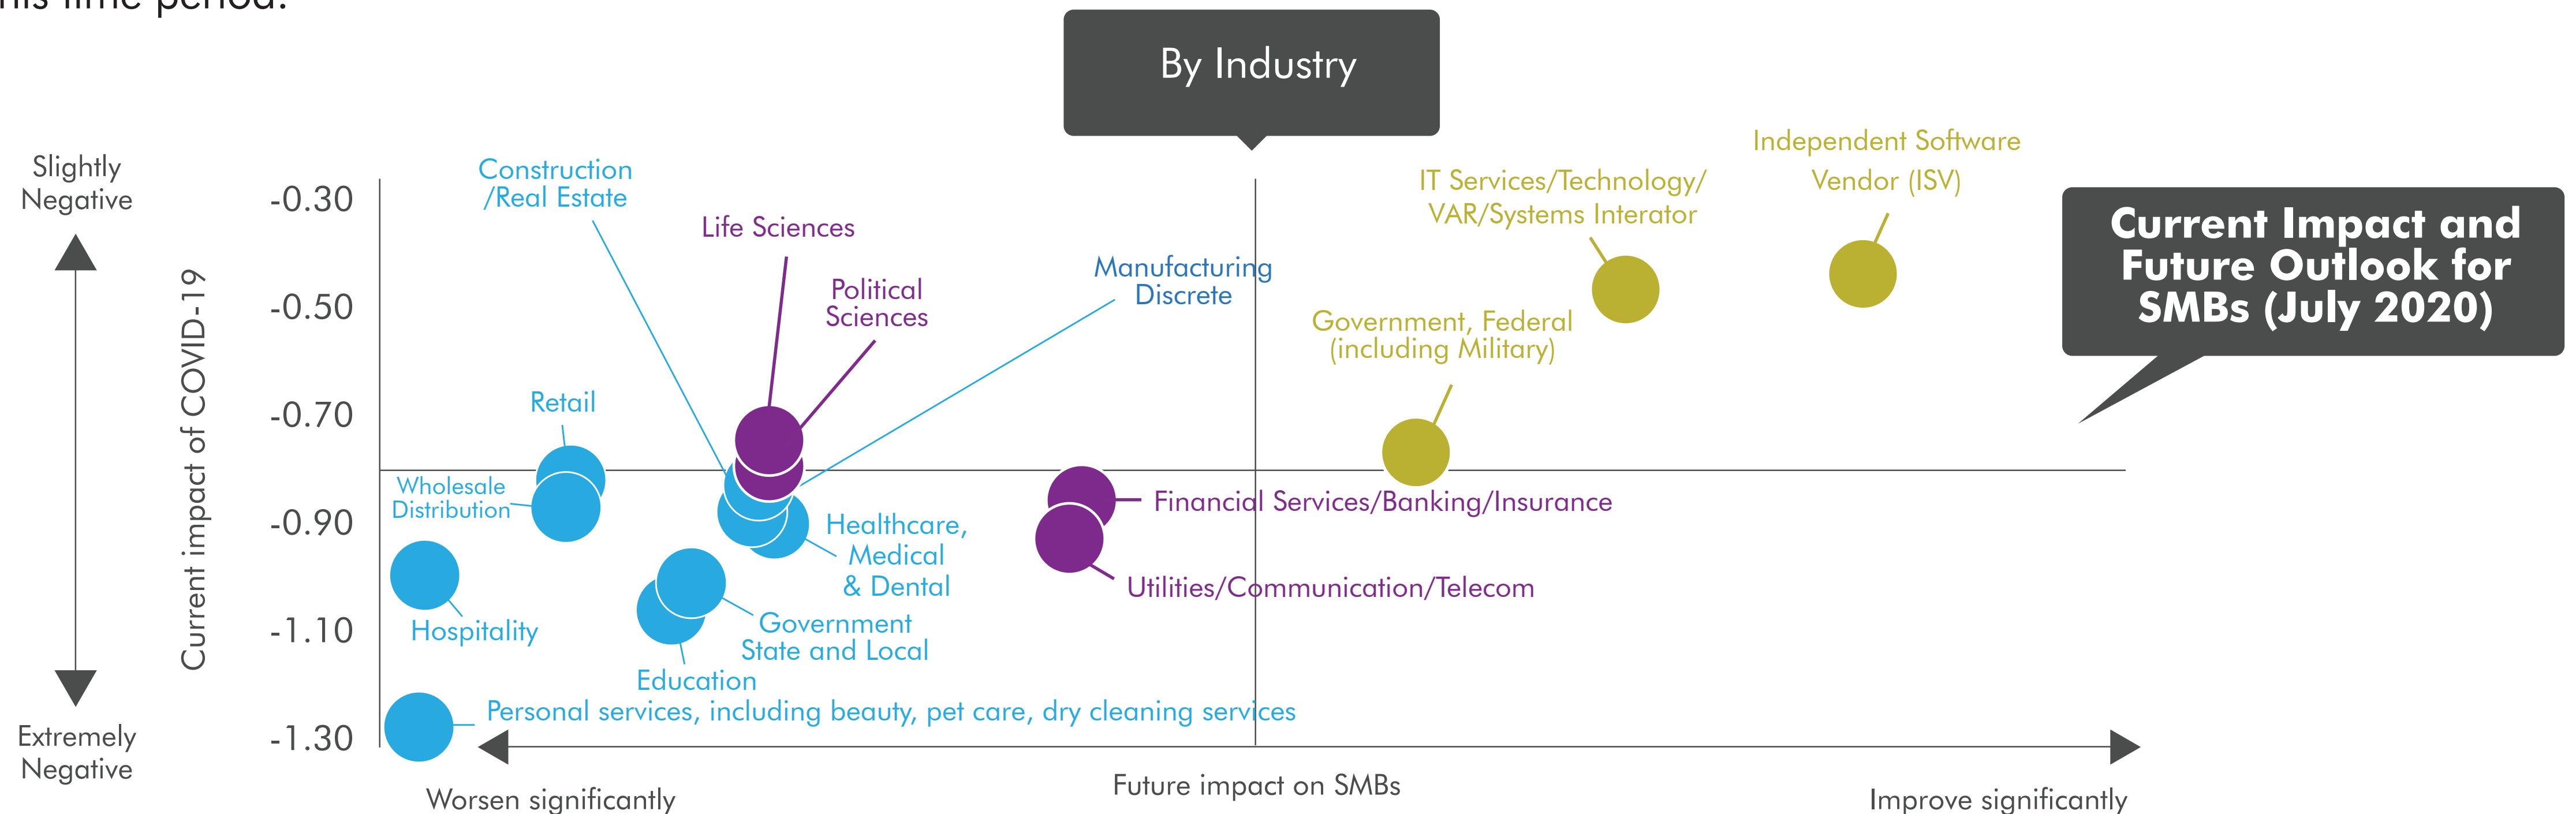 his time period.
By Industry
Current Impact and
Future Outlook for
SMBs (July 2020)
Slightly
Negative
Extremely
Negative
Current impact of COVID-19
-0.30
-0.50
-0.70
-0.90
-1.10
-1.30
Construction
/Real Estate
Life Sciences
Political
Sciences
Manufacturing
Discrete
IT Services/Technology/
VAR/Systems Interator
Independent Software
Vendor (ISV)
Government, Federal
(including Military)
Retail
Wholesale
Distribution
Financial Services/Banking/Insurance
Healthcare,
Medical
& Dental
Utilities/Communication/Telecom
Hospitality
Government
State and Local
Education
Personal services, including beauty, pet care, dry cleaning services
Worsen significantly
Future impact on SMBs
Improve significantly